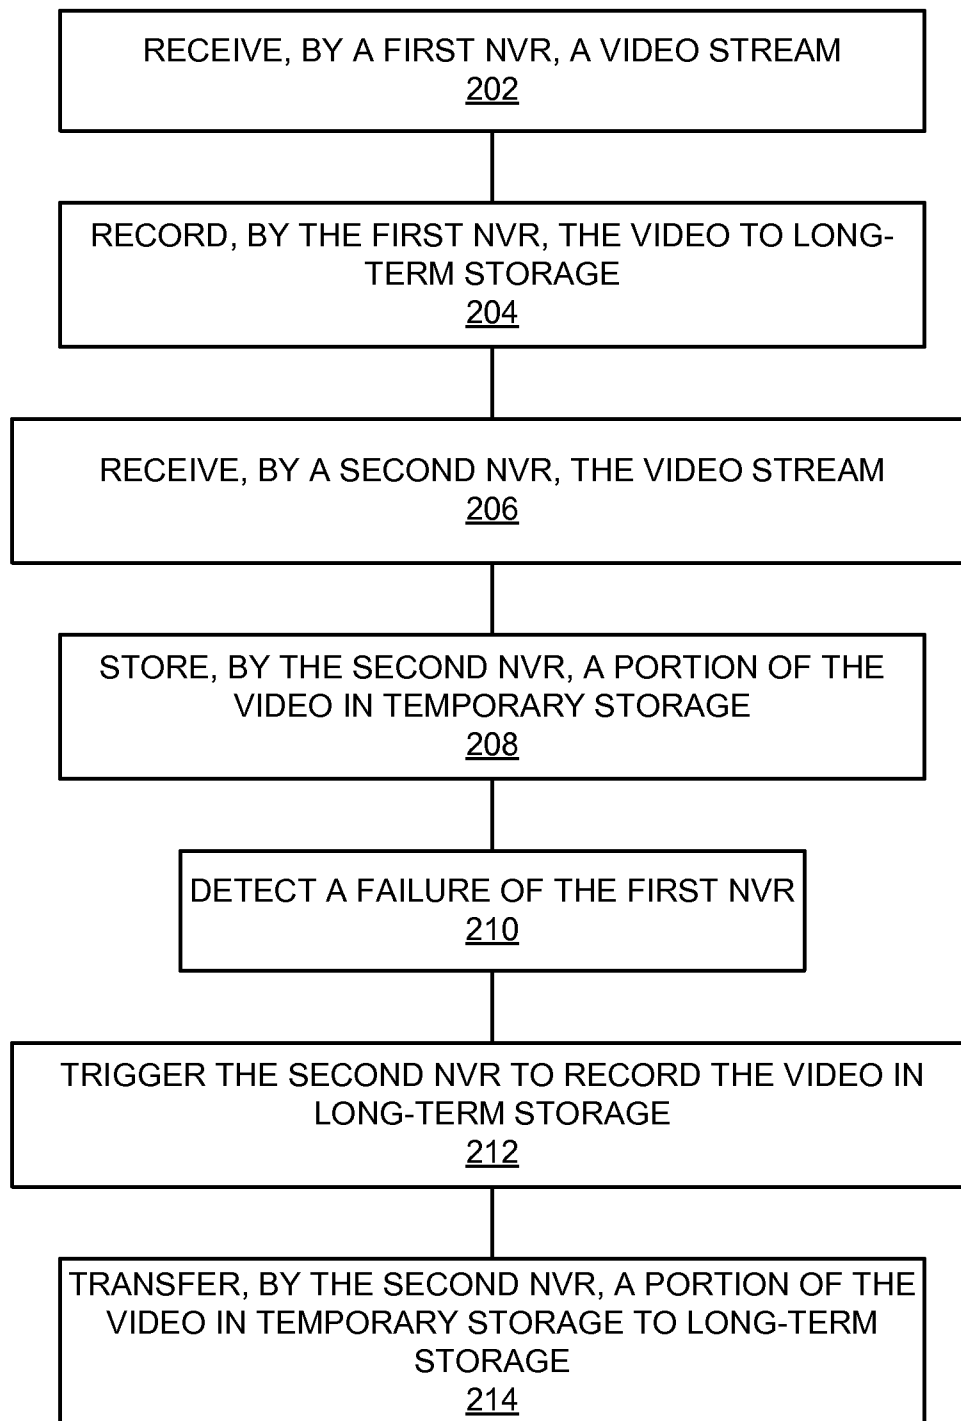 RECEIVE, BY A FIRST NVR, A VIDEO STREAM
202
RECORD, BY THE FIRST NVR, THE VIDEO TO LONG-
TERM STORAGE
204
RECEIVE, BY A SECOND NVR, THE VIDEO STREAM
206
STORE, BY THE SECOND NVR, A PORTION OF THE
VIDEO IN TEMPORARY STORAGE
208
DETECT A FAILURE OF THE FIRST NVR
210
TRIGGER THE SECOND NVR TO RECORD THE VIDEO IN
LONG-TERM STORAGE
212
TRANSFER, BY THE SECOND NVR, A PORTION OF THE
VIDEO IN TEMPORARY STORAGE TO LONG-TERM
STORAGE
214